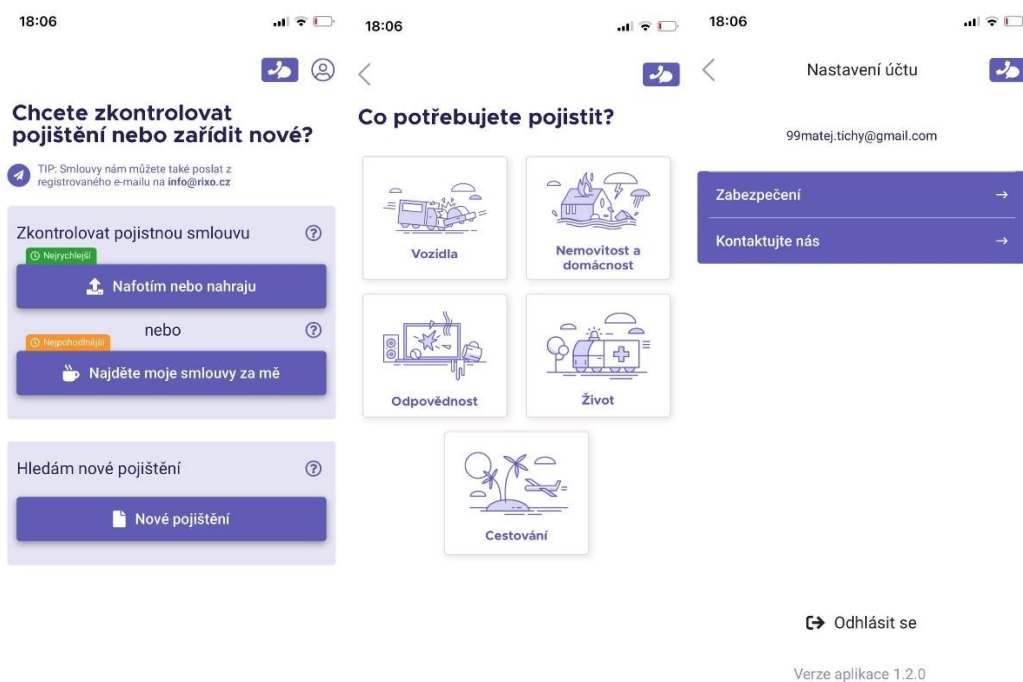 18:06
Chcete zkontrolovat
pojištění nebo zařídit nové?
TIP: Smlouvy nám můžete také poslat z
registrovaného e-mailu na info@rixo.cz
Zkontrolovat pojistnou smlouvu
Nejrychlejší
Nafotím nebo nahraju
nebo
Nejpohodlnější
Najděte moje smlouvy za mě
Hledám nové pojištění
Nové pojištění
18:06
Co potřebujete pojistit?
Vozidla
Nemovitost a
domácnost
Odpovědnost
Život
Cestování
18:06
Nastavení účtu
99matej.tichy@gmail.com
Zabezpečení
Kontaktujte nás
Odhlásit se
Verze aplikace 1.2.0